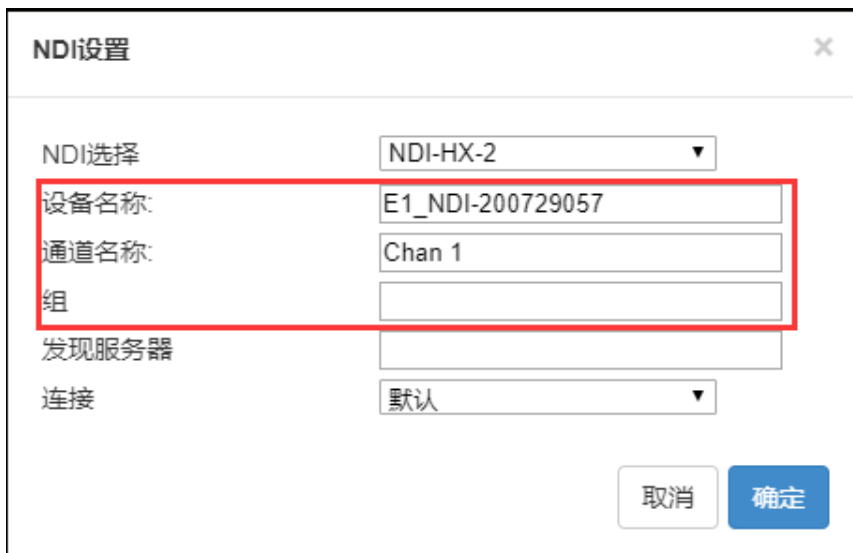 NDI设置
×
NDI选择 NDI-HX-2
设备名称: E1_NDI-200729057
通道名称: Chan 1
组
发现服务器
连接 默认
取消 确定